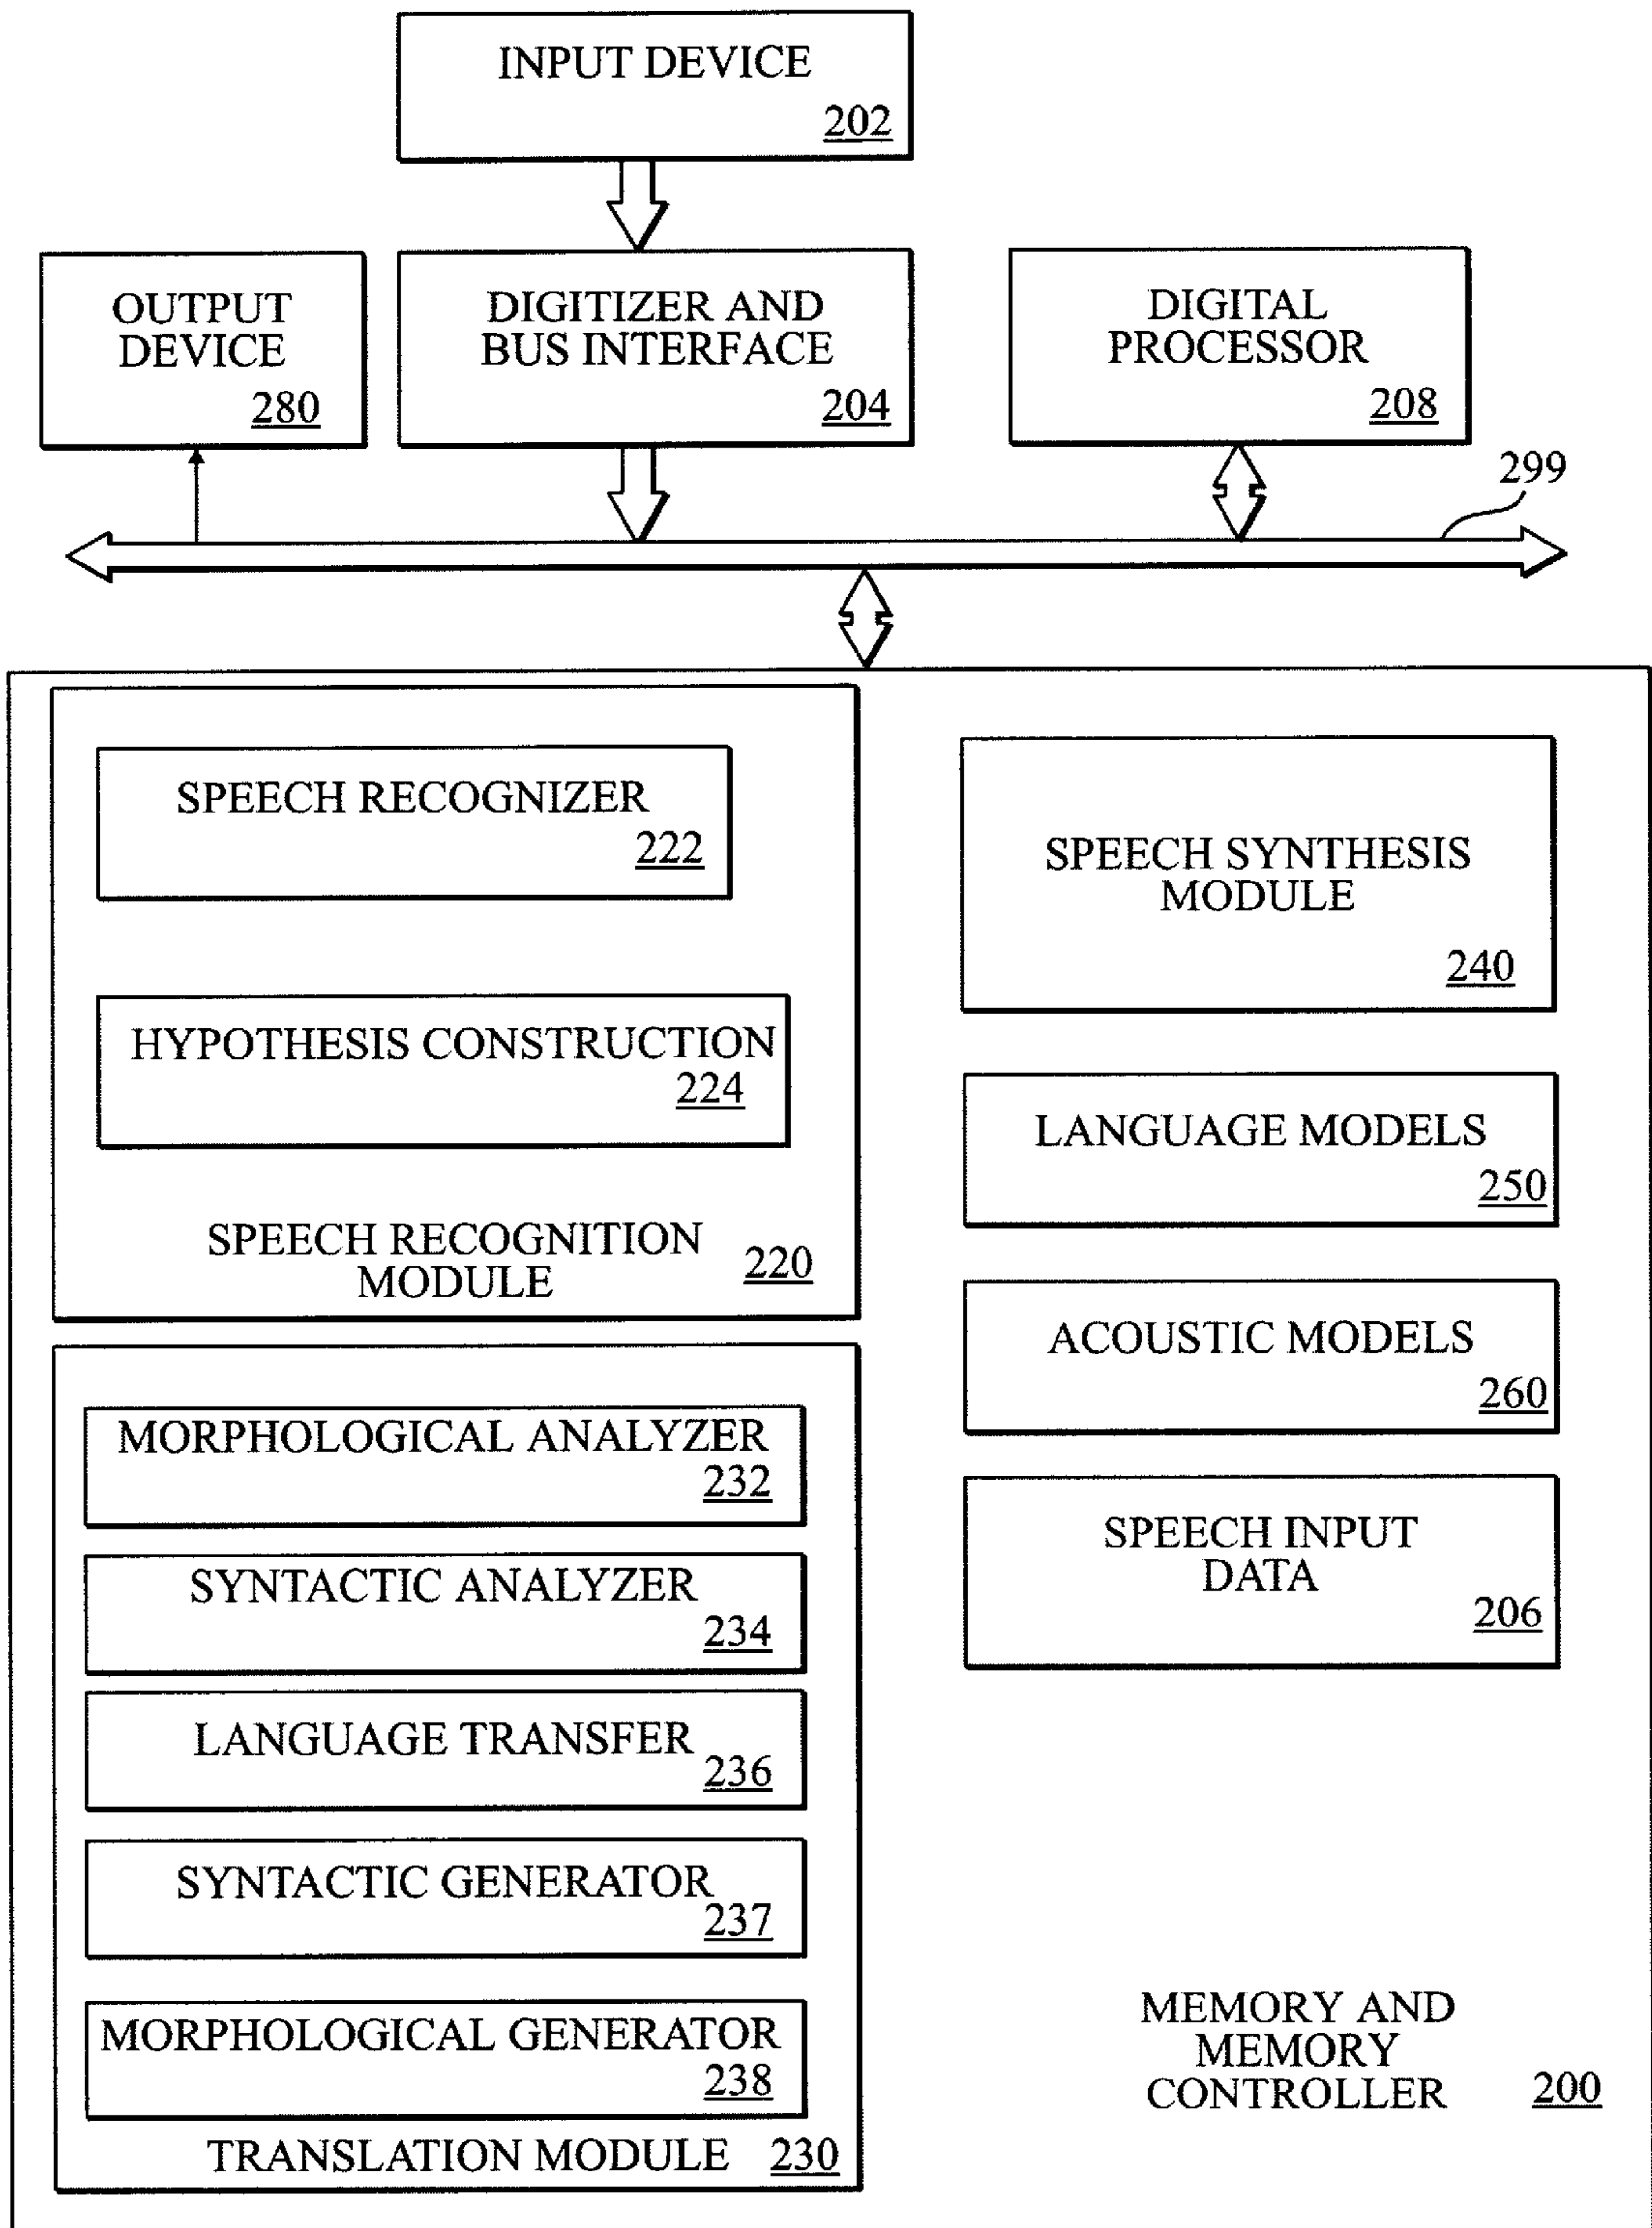 INPUT DEVICE
202
OUTPUT
DEVICE
280
DIGITIZER AND
BUS INTERFACE
204
DIGITAL
PROCESSOR
208
299
SPEECH RECOGNIZER
222
HYPOTHESIS CONSTRUCTION
224
SPEECH RECOGNITION
MODULE
220
MORPHOLOGICAL ANALYZER
232
SYNTACTIC ANALYZER
234
LANGUAGE TRANSFER
236
SYNTACTIC GENERATOR
237
MORPHOLOGICAL GENERATOR
238
TRANSLATION MODULE 230
SPEECH SYNTHESIS
MODULE
240
LANGUAGE MODELS
250
ACOUSTIC MODELS
260
SPEECH INPUT
DATA
206
MEMORY AND
MEMORY
CONTROLLER 200